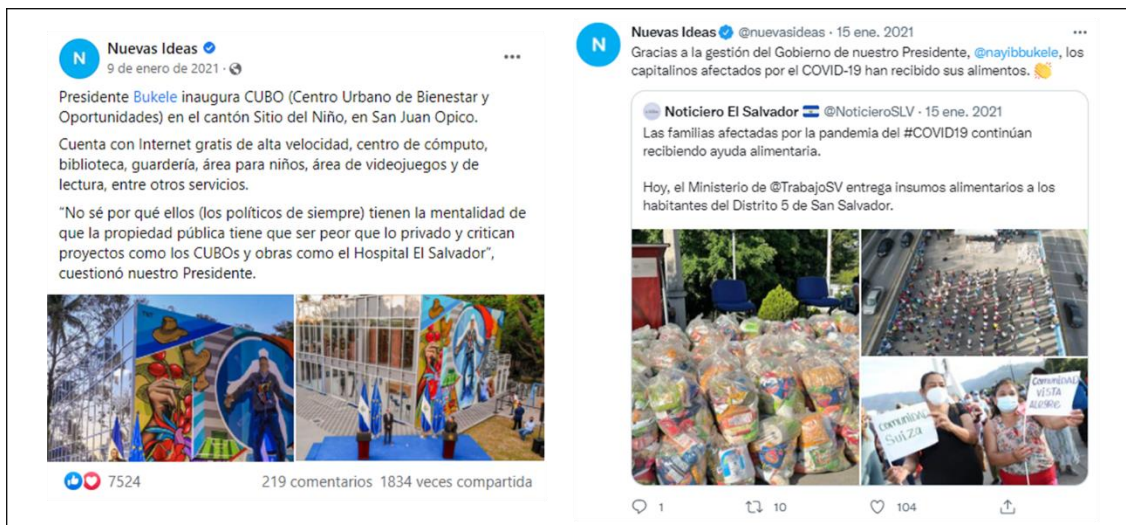 Nuevas Ideas
9 de enero de 2021 ·
Presidente Bukele inaugura CUBO (Centro Urbano de Bienestar y
Oportunidades) en el cantón Sitio del Niño, en San Juan Opico.
Cuenta con Internet gratis de alta velocidad, centro de cómputo,
biblioteca, guardería, área para niños, área de videojuegos y de
lectura, entre otros servicios.
“No sé por qué ellos (los políticos de siempre) tienen la mentalidad de
que la propiedad pública tiene que ser peor que lo privado y critican
proyectos como los CUBOs y obras como el Hospital El Salvador”,
cuestionó nuestro Presidente.
7524
219 comentarios 1834 veces compartida
N
Nuevas Ideas @nuevasideas · 15 ene. 2021
Gracias a la gestión del Gobierno de nuestro Presidente, @nayibbukele, los
capitalinos afectados por el COVID-19 han recibido sus alimentos.
Noticiero El Salvador @NoticieroSLV · 15 ene. 2021
Las familias afectadas por la pandemia del #COVID19 continúan
recibiendo ayuda alimentaria.
Hoy, el Ministerio de @TrabajoSV entrega insumos alimentarios a los
habitantes del Distrito 5 de San Salvador.
COMUNIDAD
Suiza
COMUNIDAD
VISTA
ALEGRE
1
10
104
N